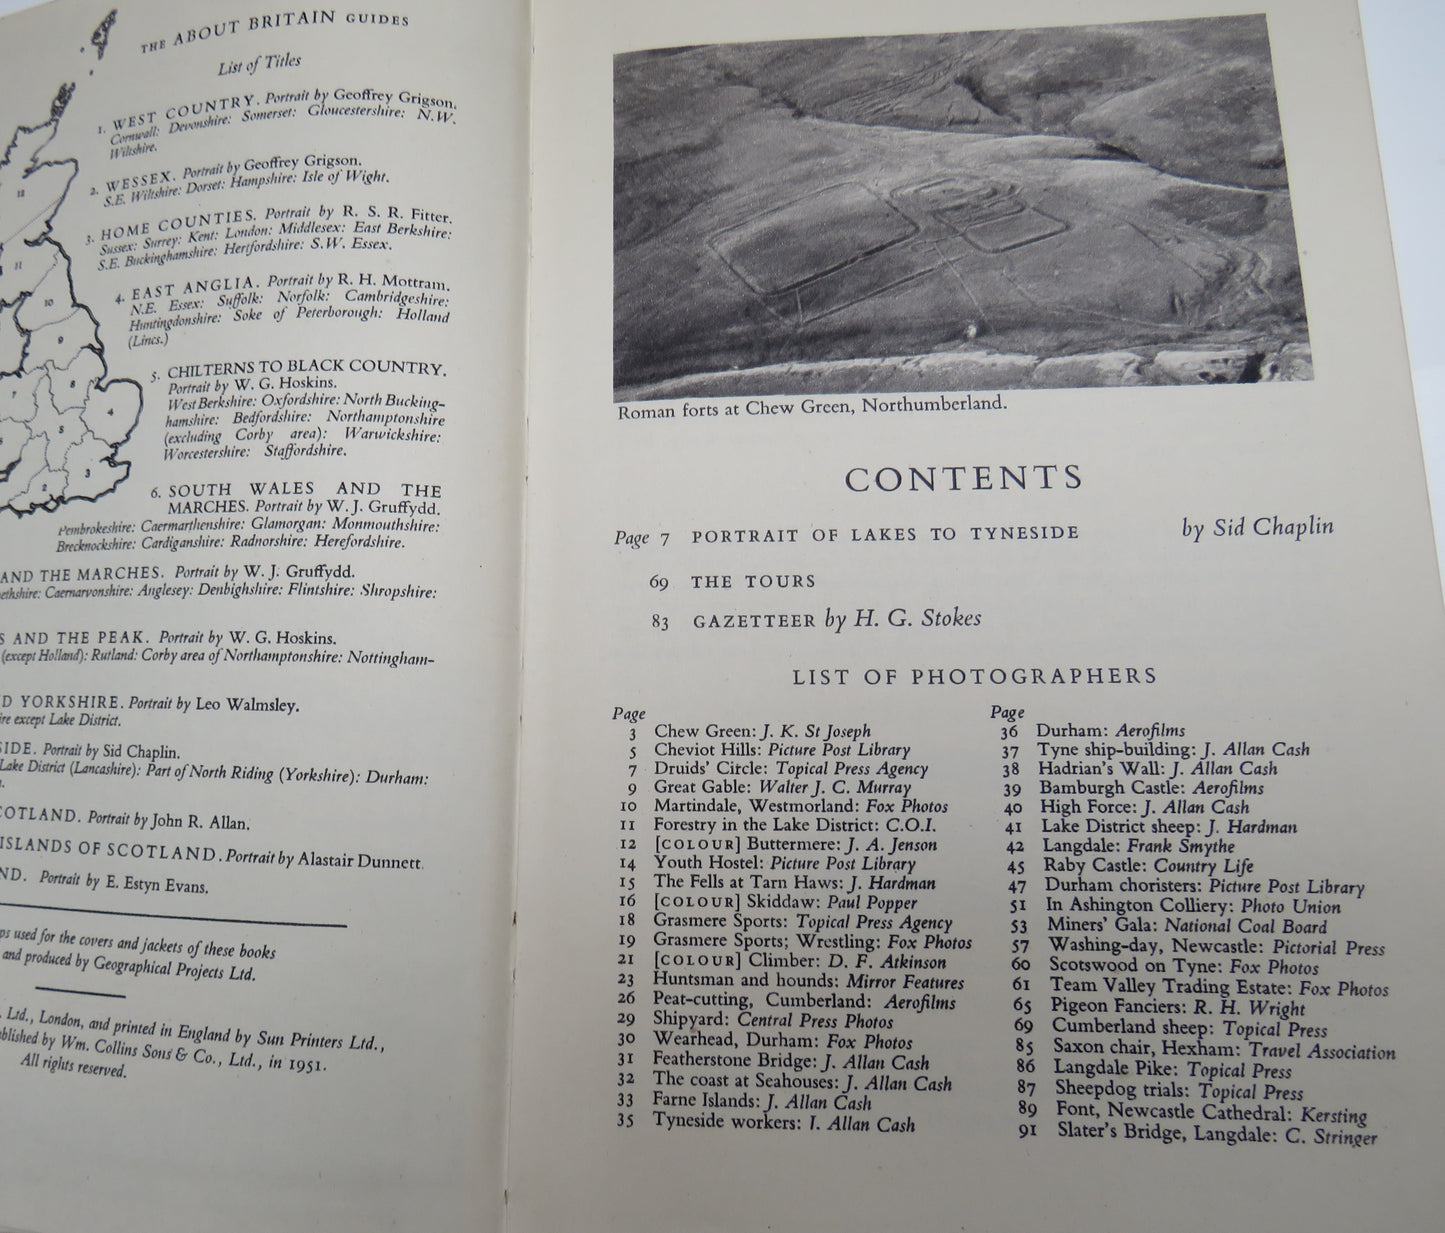 THE ABOUT BRITAIN GUIDES
List of Titles
1. WEST COUNTRY. Portrait by Geoffrey Grigson.
Cornwall: Devonshire: Somerset: Gloucestershire: N.W.
Wiltshire.
2. WESSEX. Portrait by Geoffrey Grigson.
S.E. Wiltshire: Dorset: Hampshire: Isle of Wight.
3. HOME COUNTIES. Portrait by R. S. R. Fitter.
Sussex: Surrey: Kent: London: Middlesex: East Berkshire:
S.E. Buckinghamshire: Hertfordshire: S.W. Essex.
4. EAST ANGLIA. Portrait by R. H. Mottram.
N.E. Essex: Suffolk: Norfolk: Cambridgeshire:
Huntingdonshire: Soke of Peterborough: Holland
(Lincs.)
5. CHILTERNS TO BLACK COUNTRY.
Portrait by W. G. Hoskins.
West Berkshire: Oxfordshire: North Bucking-
hamshire: Bedfordshire: Northamptonshire
(excluding Corby area): Warwickshire:
Worcestershire: Staffordshire.
6. SOUTH WALES AND THE
MARCHES. Portrait by W. J. Gruffydd.
Pembrokeshire: Caermarthenshire: Glamorgan: Monmouthshire:
Brecknockshire: Cardiganshire: Radnorshire: Herefordshire.
AND THE MARCHES. Portrait by W. J. Gruffydd.
ethshire: Caernarvonshire: Anglesey: Denbighshire: Flintshire: Shropshire:
S AND THE PEAK. Portrait by W. G. Hoskins.
(except Holland): Rutland: Corby area of Northamptonshire: Nottingham-
D YORKSHIRE. Portrait by Leo Walmsley.
ire except Lake District.
SIDE. Portrait by Sid Chaplin.
Lake District (Lancashire): Part of North Riding (Yorkshire): Durham:
COTLAND. Portrait by John R. Allan.
ISLANDS OF SCOTLAND. Portrait by Alastair Dunnett.
ND. Portrait by E. Estyn Evans.
ps used for the covers and jackets of these books
and produced by Geographical Projects Ltd.
Ltd., London, and printed in England by Sun Printers Ltd.,
blished by Wm. Collins Sons & Co., Ltd., in 1951.
All rights reserved.
12
11
10
9
8
7
4
5
3
2
Roman forts at Chew Green, Northumberland.
CONTENTS
Page 7 PORTRAIT OF LAKES TO TYNESIDE by Sid Chaplin
69 THE TOURS
83 GAZETTEER by H. G. Stokes
LIST OF PHOTOGRAPHERS
Page
3 Chew Green: J. K. St Joseph
5 Cheviot Hills: Picture Post Library
7 Druids' Circle: Topical Press Agency
9 Great Gable: Walter J. C. Murray
10 Martindale, Westmorland: Fox Photos
11 Forestry in the Lake District: C.O.I.
12 [COLOUR] Buttermere: J. A. Jenson
14 Youth Hostel: Picture Post Library
15 The Fells at Tarn Haws: J. Hardman
16 [COLOUR] Skiddaw: Paul Popper
18 Grasmere Sports: Topical Press Agency
19 Grasmere Sports; Wrestling: Fox Photos
21 [COLOUR] Climber: D. F. Atkinson
23 Huntsman and hounds: Mirror Features
26 Peat-cutting, Cumberland: Aerofilms
29 Shipyard: Central Press Photos
30 Wearhead, Durham: Fox Photos
31 Featherstone Bridge: J. Allan Cash
32 The coast at Seahouses: J. Allan Cash
33 Farne Islands: J. Allan Cash
35 Tyneside workers: J. Allan Cash
Page
36 Durham: Aerofilms
37 Tyne ship-building: J. Allan Cash
38 Hadrian's Wall: J. Allan Cash
39 Bamburgh Castle: Aerofilms
40 High Force: J. Allan Cash
41 Lake District sheep: J. Hardman
42 Langdale: Frank Smythe
45 Raby Castle: Country Life
47 Durham choristers: Picture Post Library
51 In Ashington Colliery: Photo Union
53 Miners' Gala: National Coal Board
57 Washing-day, Newcastle: Pictorial Press
60 Scotswood on Tyne: Fox Photos
61 Team Valley Trading Estate: Fox Photos
65 Pigeon Fanciers: R. H. Wright
69 Cumberland sheep: Topical Press
85 Saxon chair, Hexham: Travel Association
86 Langdale Pike: Topical Press
87 Sheepdog trials: Topical Press
89 Font, Newcastle Cathedral: Kersting
91 Slater's Bridge, Langdale: C. Stringer